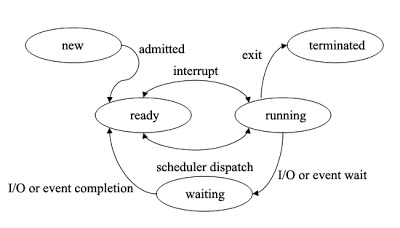 new
terminated
admitted
exit
interrupt
ready
running
scheduler dispatch
I/O or event wait
I/O or event completion
waiting